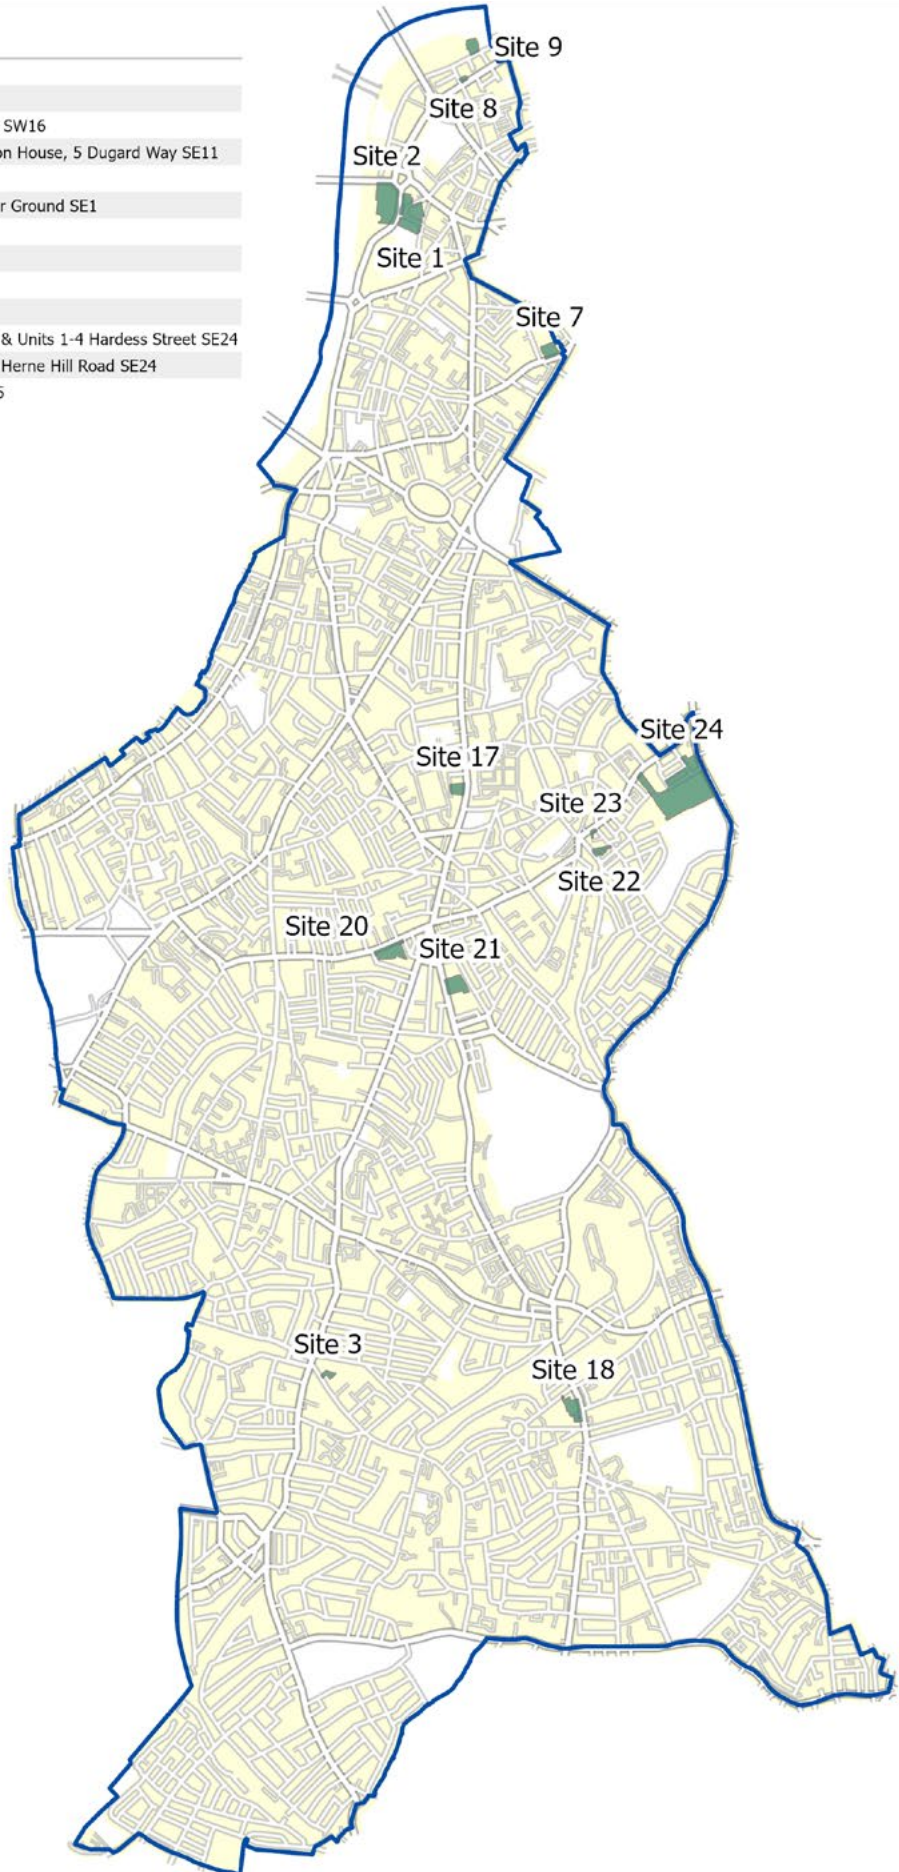 SW16
on House, 5 Dugard Way SE11
r Ground SE1
& Units 1-4 Hardess Street SE24
Herne Hill Road SE24
Site 9
Site 8
Site 2
Site 1
Site 7
Site 24
Site 17
Site 23
Site 22
Site 20
Site 21
Site 3
Site 18